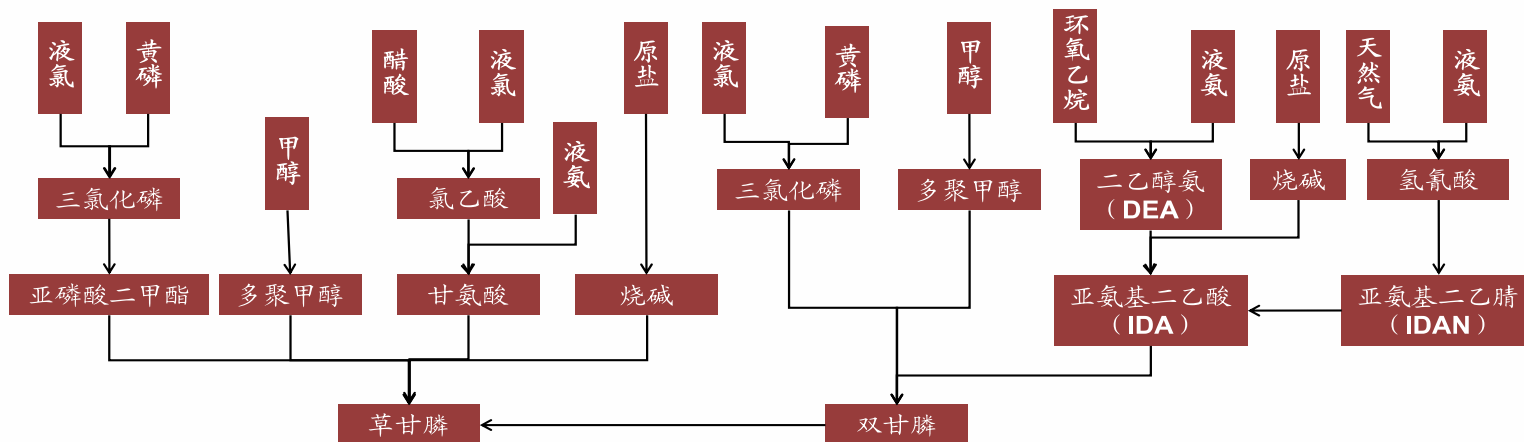 液氯
黄磷
醋酸
液氯
原盐
液氯
黄磷
甲醇
环氧乙烷
液氨
原盐
天然气
液氨
甲醇
液氨
三氯化磷
氯乙酸
三氯化磷
多聚甲醇
二乙醇氨
（DEA）
烧碱
氢氰酸
亚磷酸二甲酯
多聚甲醇
甘氨酸
烧碱
亚氨基二乙酸
（IDA）
亚氨基二乙腈
（IDAN）
草甘膦
双甘膦